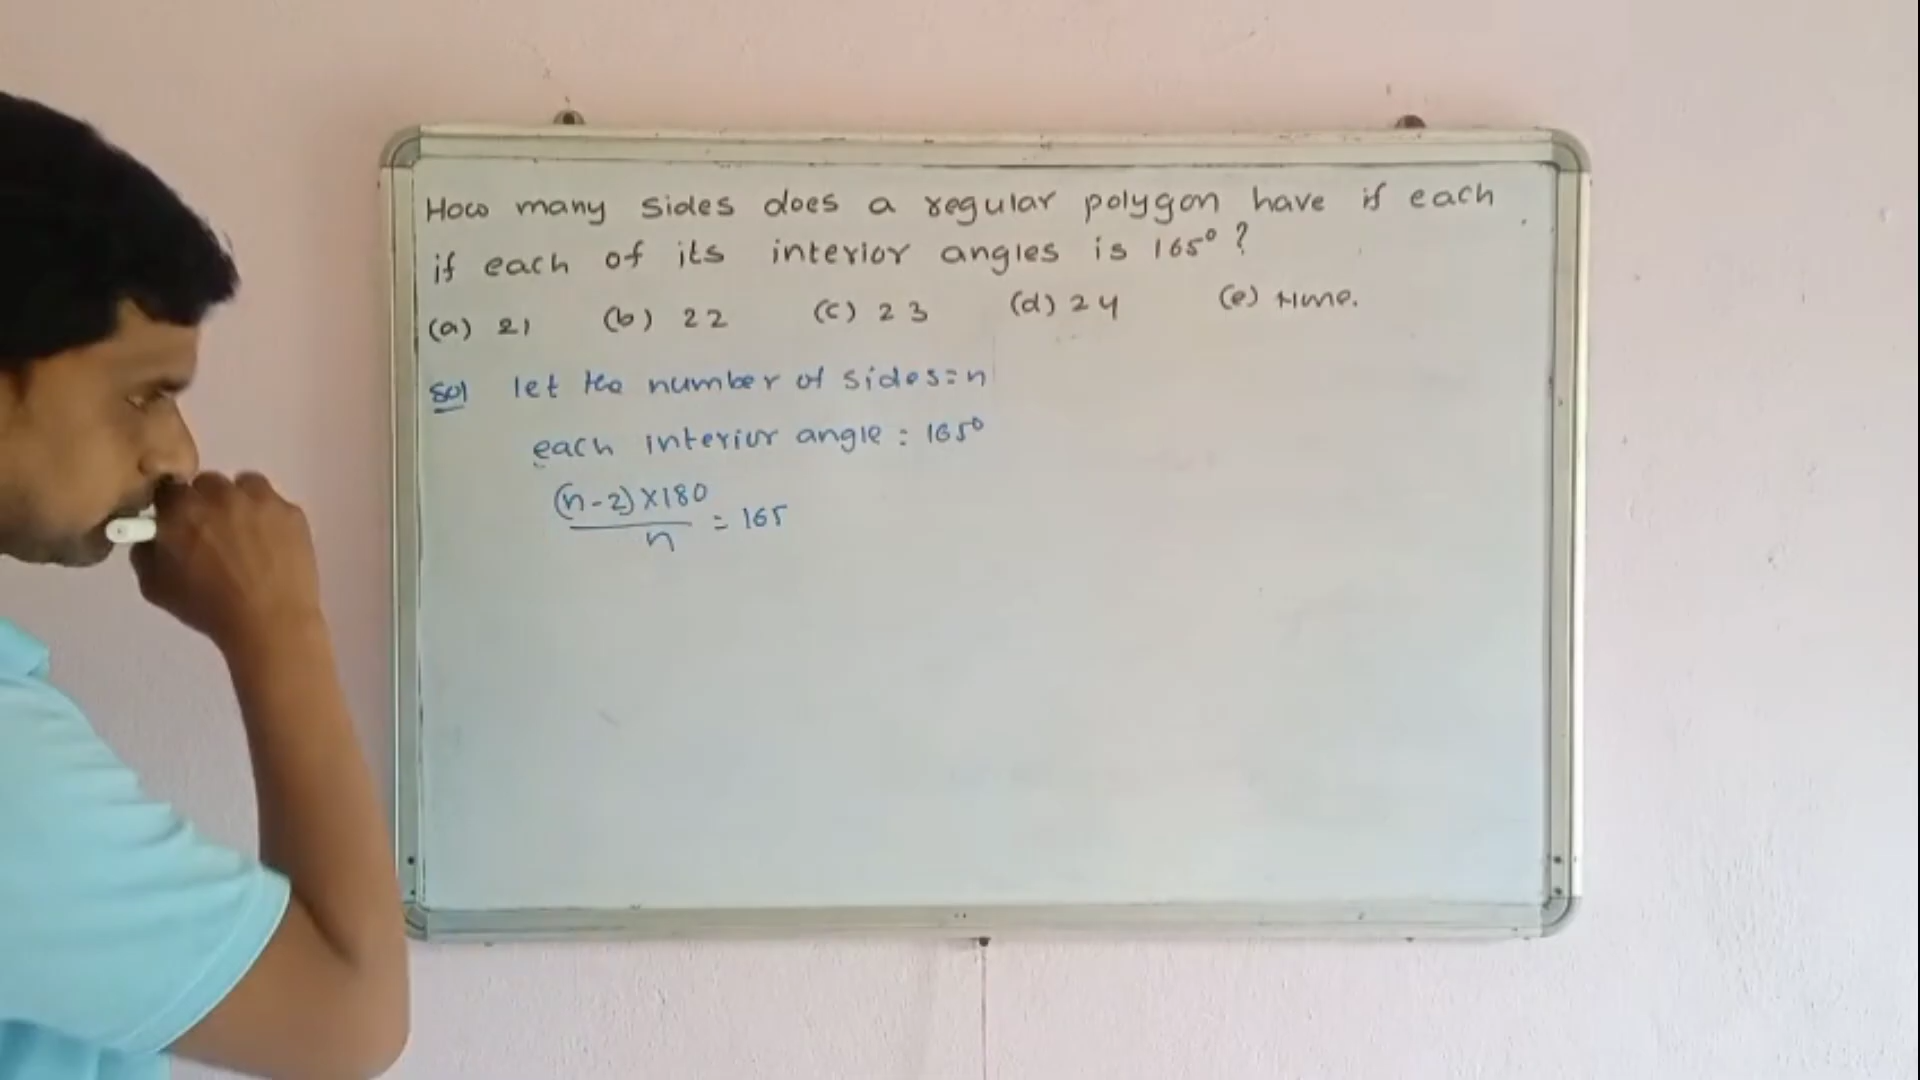 How many sides does a regular polygon have if each
if each of its interior angles is 165° ?
(a) 21 (b) 22 (c) 23 (d) 24 (e) None.
Sol let the number of sides = n
each interior angle = 165°
(n-2)×180
= 165
n